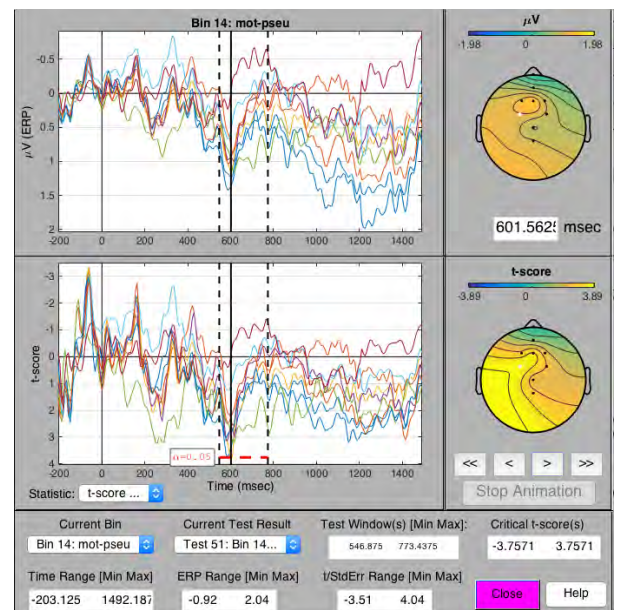 Bin 14: mot-pseu
μV (ERP)
-0.5
0
0.5
1
1.5
2
-200 0 200 400 600 800 1000 1200 1400
μV
-1.98 0 1.98
601.562 msec
t-score
-3
-2
-1
0
1
2
3
4
α=0.05
-200 0 200 400 600 800 1000 1200 1400
Time (msec)
Statistic: t-score ...
t-score
-3.89 0 3.89
<< < > >>
Stop Animation
Current Bin Current Test Result Test Window(s) [Min Max]: Critical t-score(s)
Bin 14: mot-pseu Test 51: Bin 14... 546.875 773.4375 -3.7571 3.7571
Time Range [Min Max] ERP Range [Min Max] t/StdErr Range [Min Max]
-203.125 1492.187 -0.92 2.04 -3.51 4.04 Close Help